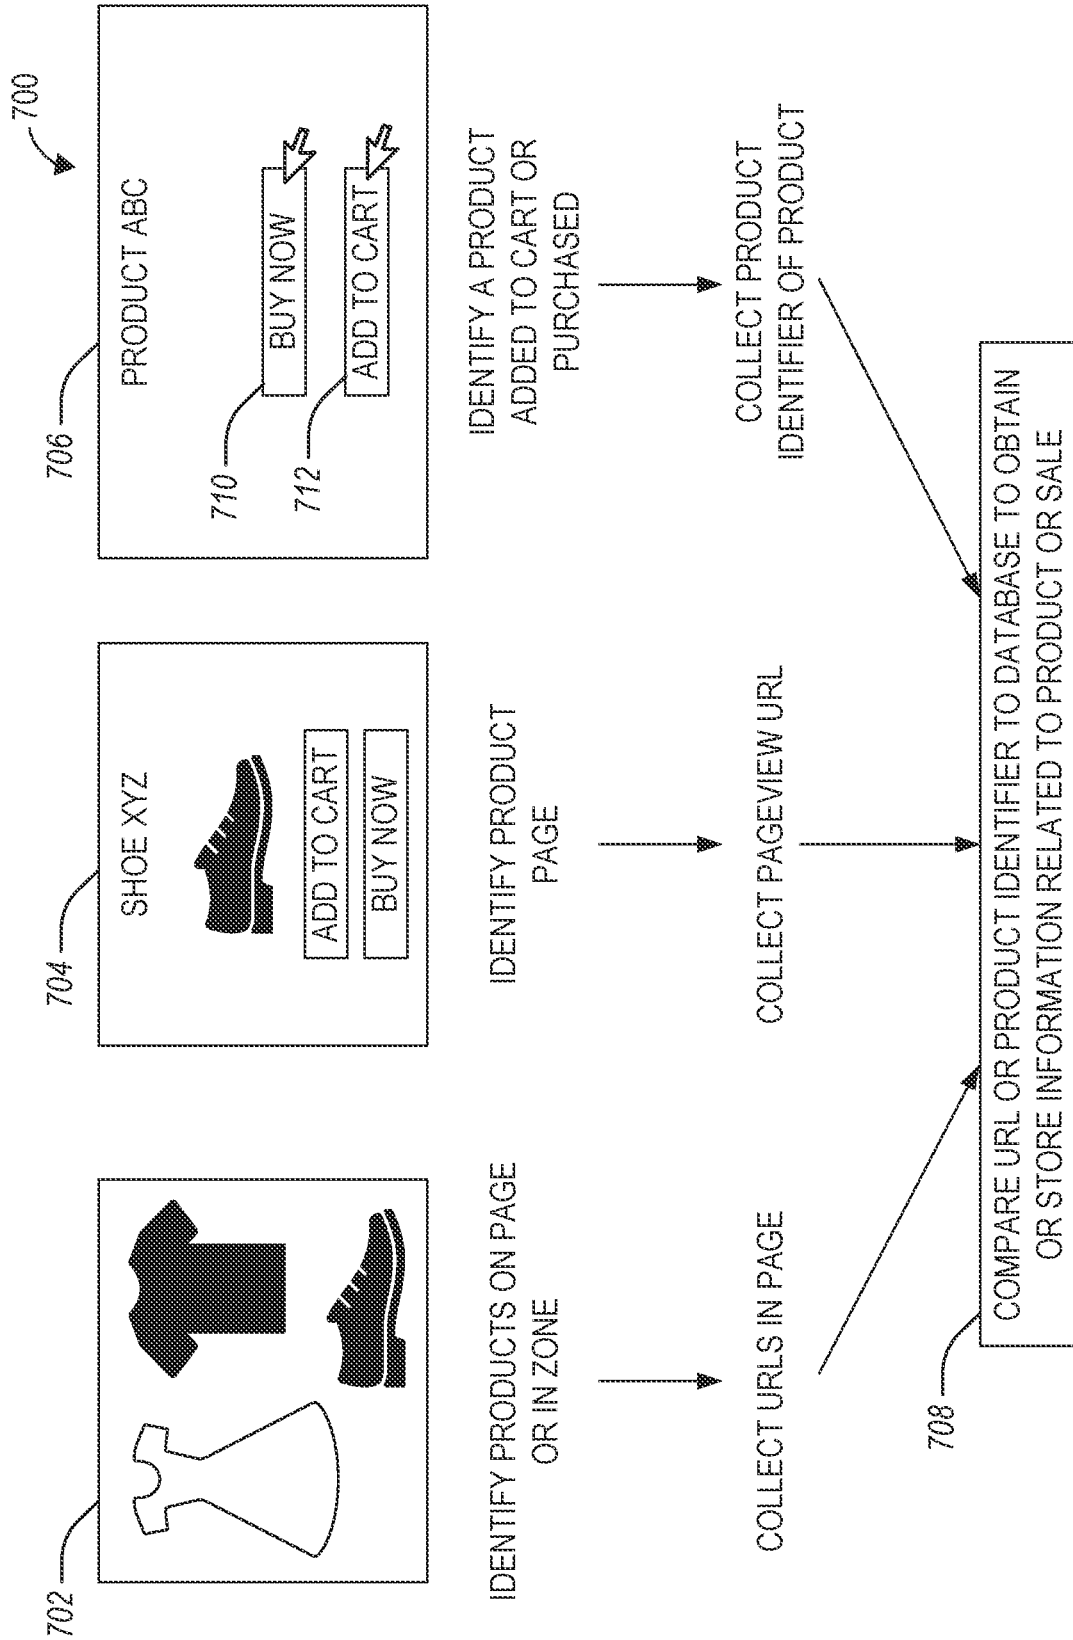 700
702
704
SHOE XYZ
ADD TO CART
BUY NOW
706
PRODUCT ABC
710
BUY NOW
712
ADD TO CART
IDENTIFY PRODUCTS ON PAGE
OR IN ZONE
IDENTIFY PRODUCT
PAGE
IDENTIFY A PRODUCT
ADDED TO CART OR
PURCHASED
COLLECT URLS IN PAGE
COLLECT PAGEVIEW URL
COLLECT PRODUCT
IDENTIFIER OF PRODUCT
708
COMPARE URL OR PRODUCT IDENTIFIER TO DATABASE TO OBTAIN
OR STORE INFORMATION RELATED TO PRODUCT OR SALE